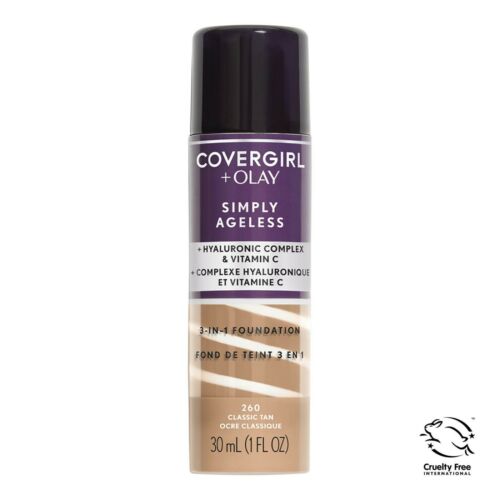 COVERGIRL
+OLAY
SIMPLY
AGELESS
+ HYALURONIC COMPLEX
& VITAMIN C
+ COMPLEXE HYALURONIQUE
ET VITAMINE C
3-IN-1 FOUNDATION
FOND DE TEINT 3 EN 1
260
CLASSIC TAN
OCRE CLASSIQUE
30 mL (1 FL OZ)
Cruelty Free
INTERNATIONAL